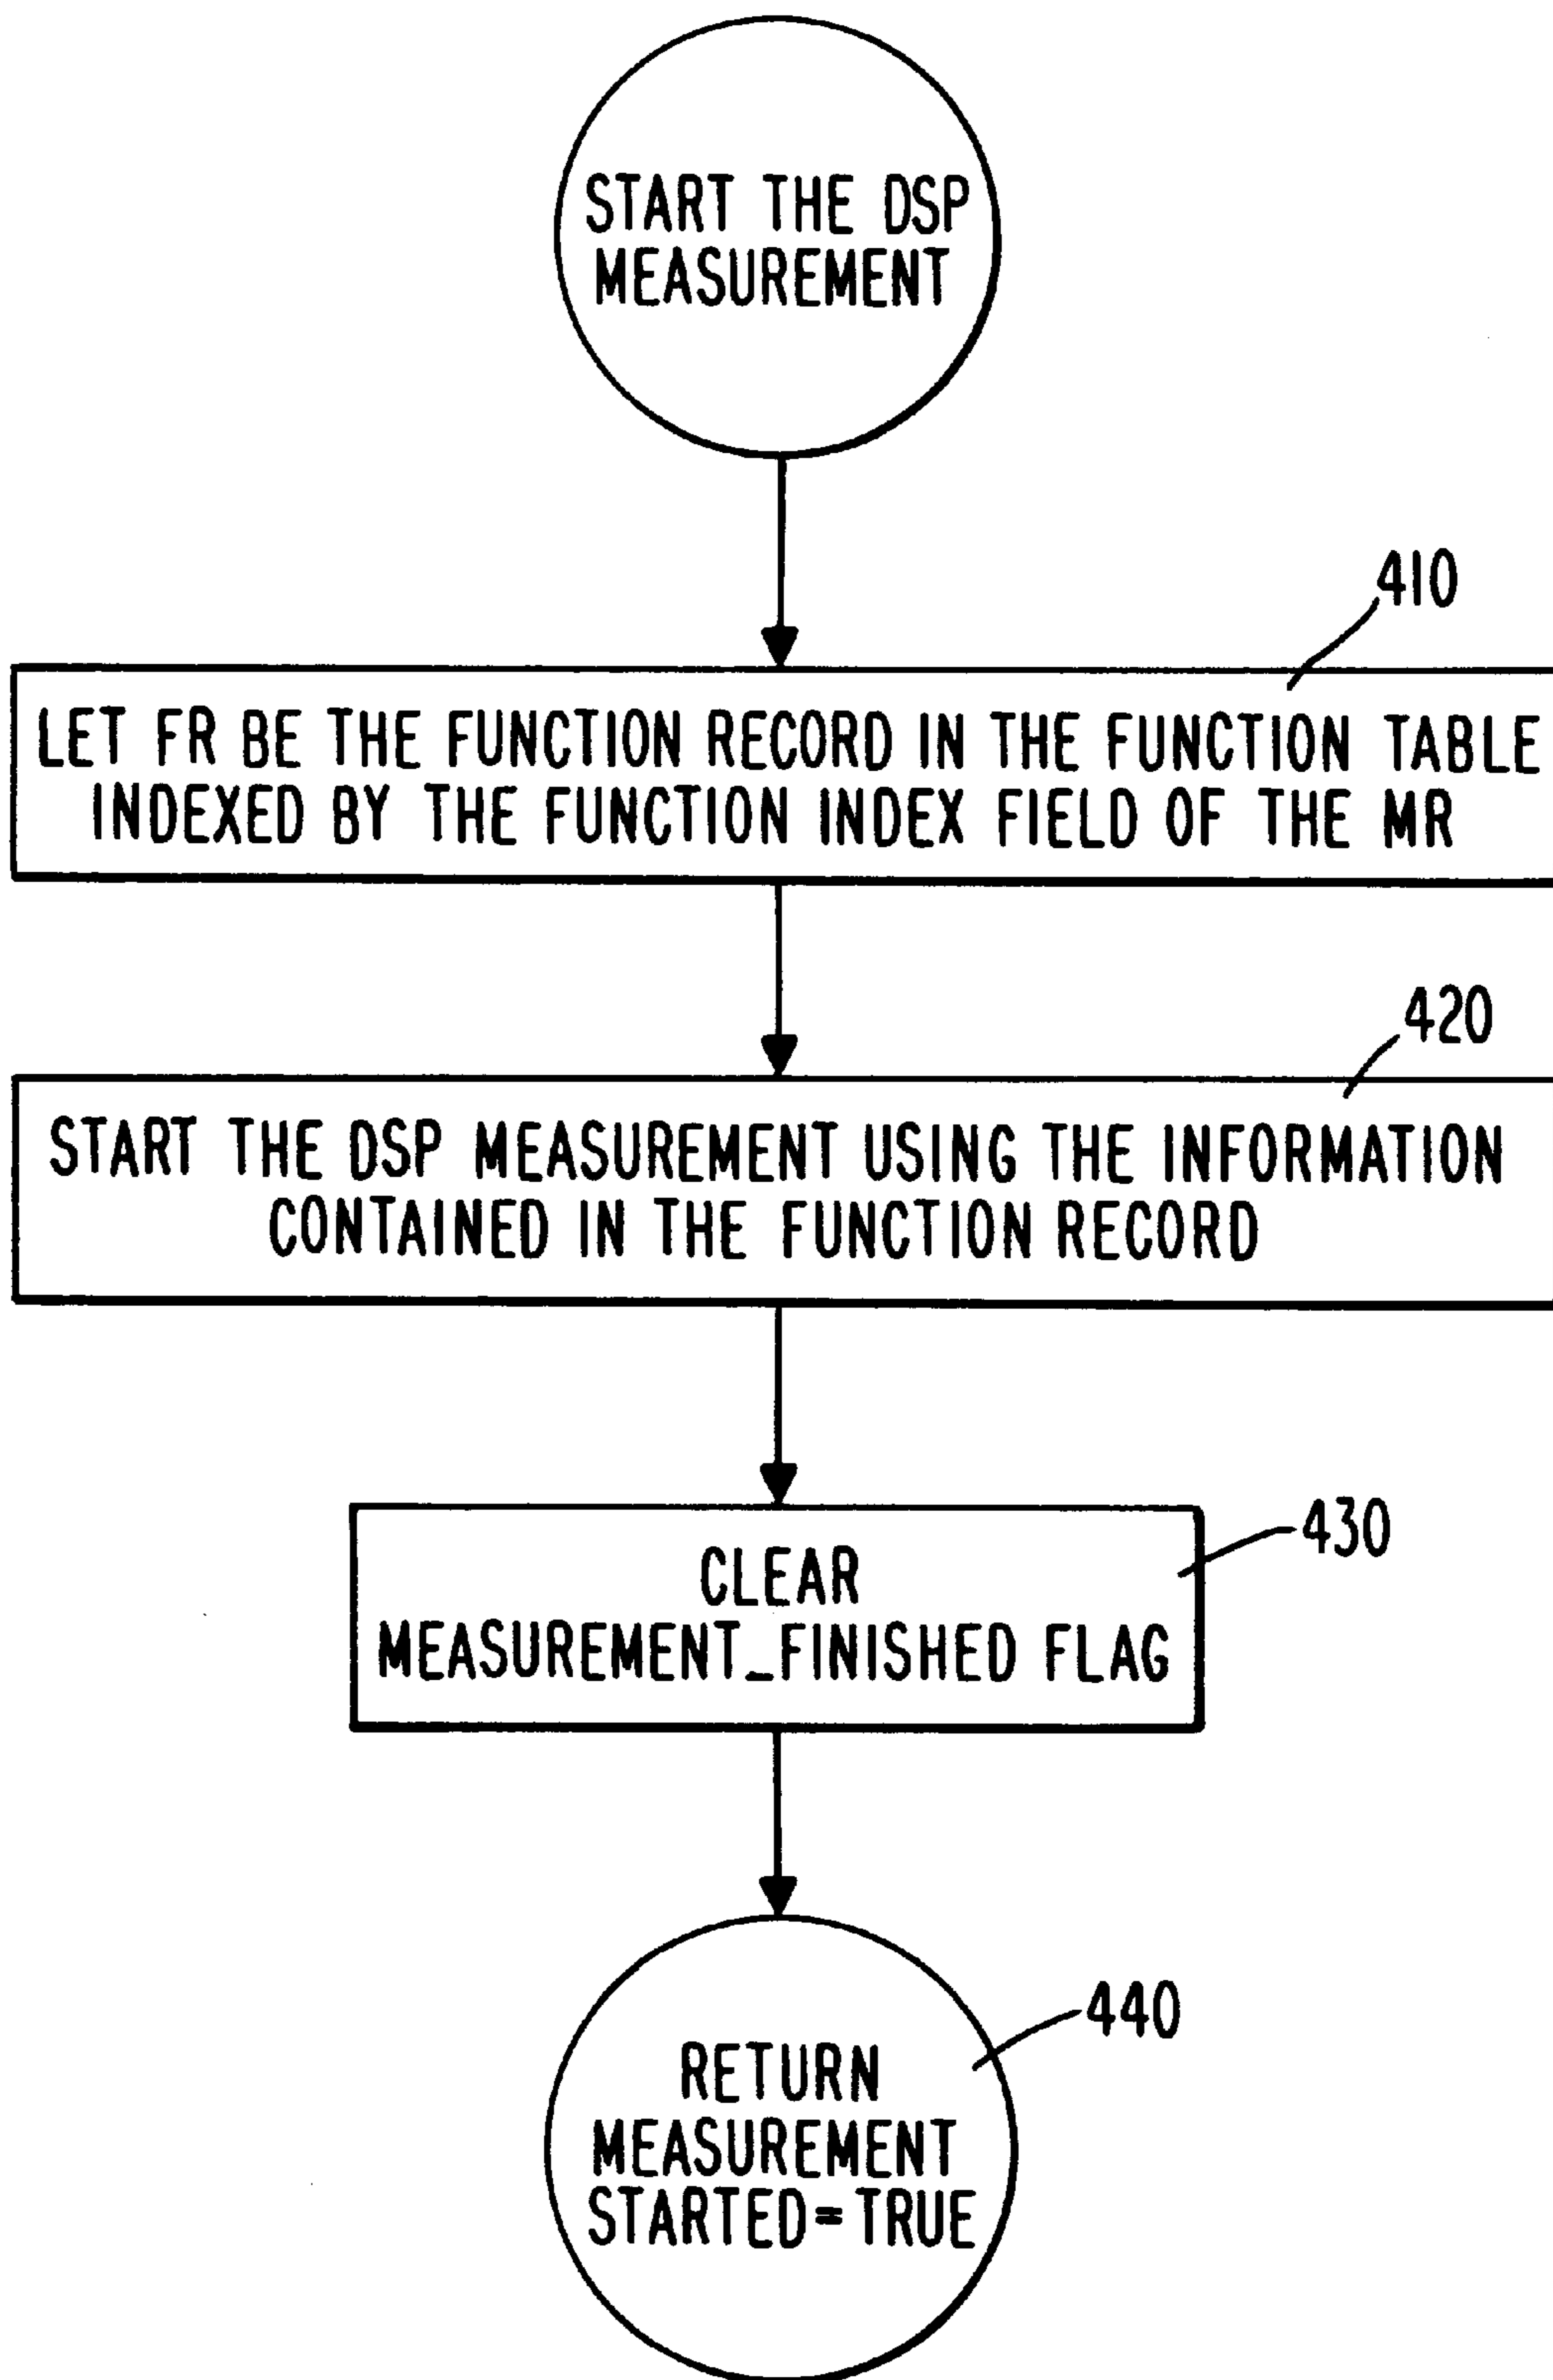 START THE DSP
MEASUREMENT
410
LET FR BE THE FUNCTION RECORD IN THE FUNCTION TABLE
INDEXED BY THE FUNCTION INDEX FIELD OF THE MR
420
START THE DSP MEASUREMENT USING THE INFORMATION
CONTAINED IN THE FUNCTION RECORD
430
CLEAR
MEASUREMENT_FINISHED FLAG
440
RETURN
MEASUREMENT
STARTED=TRUE